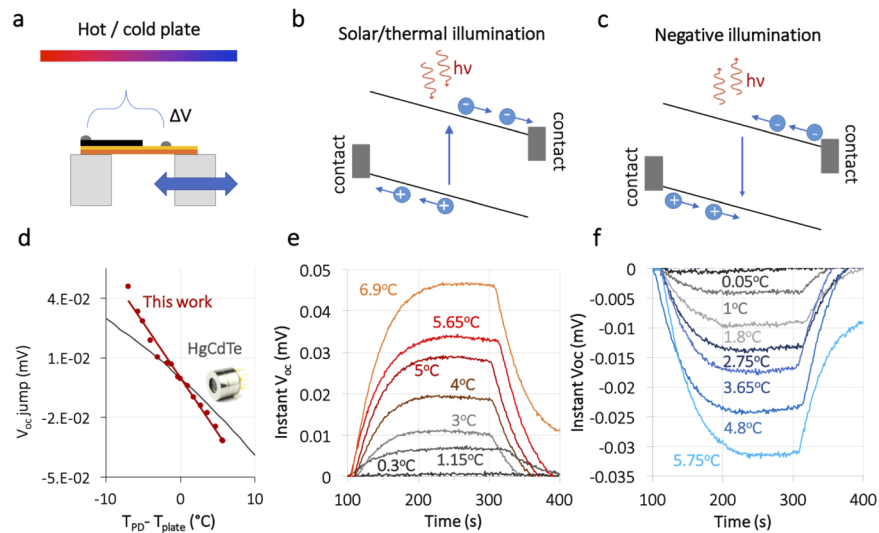 a
Hot / cold plate
ΔV
b
Solar/thermal illumination
hν
contact
contact
− −
+ +
c
Negative illumination
hν
contact
contact
- -
+ +
d
V_oc jump (mV)
4.E-02
1.E-02
-2.E-02
-5.E-02
This work
HgCdTe
-10
0
10
T_PD- T_plate (°C)
e
Instant V_oc (mV)
0.05
0.04
0.03
0.02
0.01
0
6.9°C
5.65°C
5°C
4°C
3°C
0.3°C
1.15°C
100
200
300
400
Time (s)
f
Instant Voc (mV)
0
-0.005
-0.01
-0.015
-0.02
-0.025
-0.03
-0.035
0.05°C
1°C
1.8°C
2.75°C
3.65°C
4.8°C
5.75°C
100
200
300
400
Time (s)